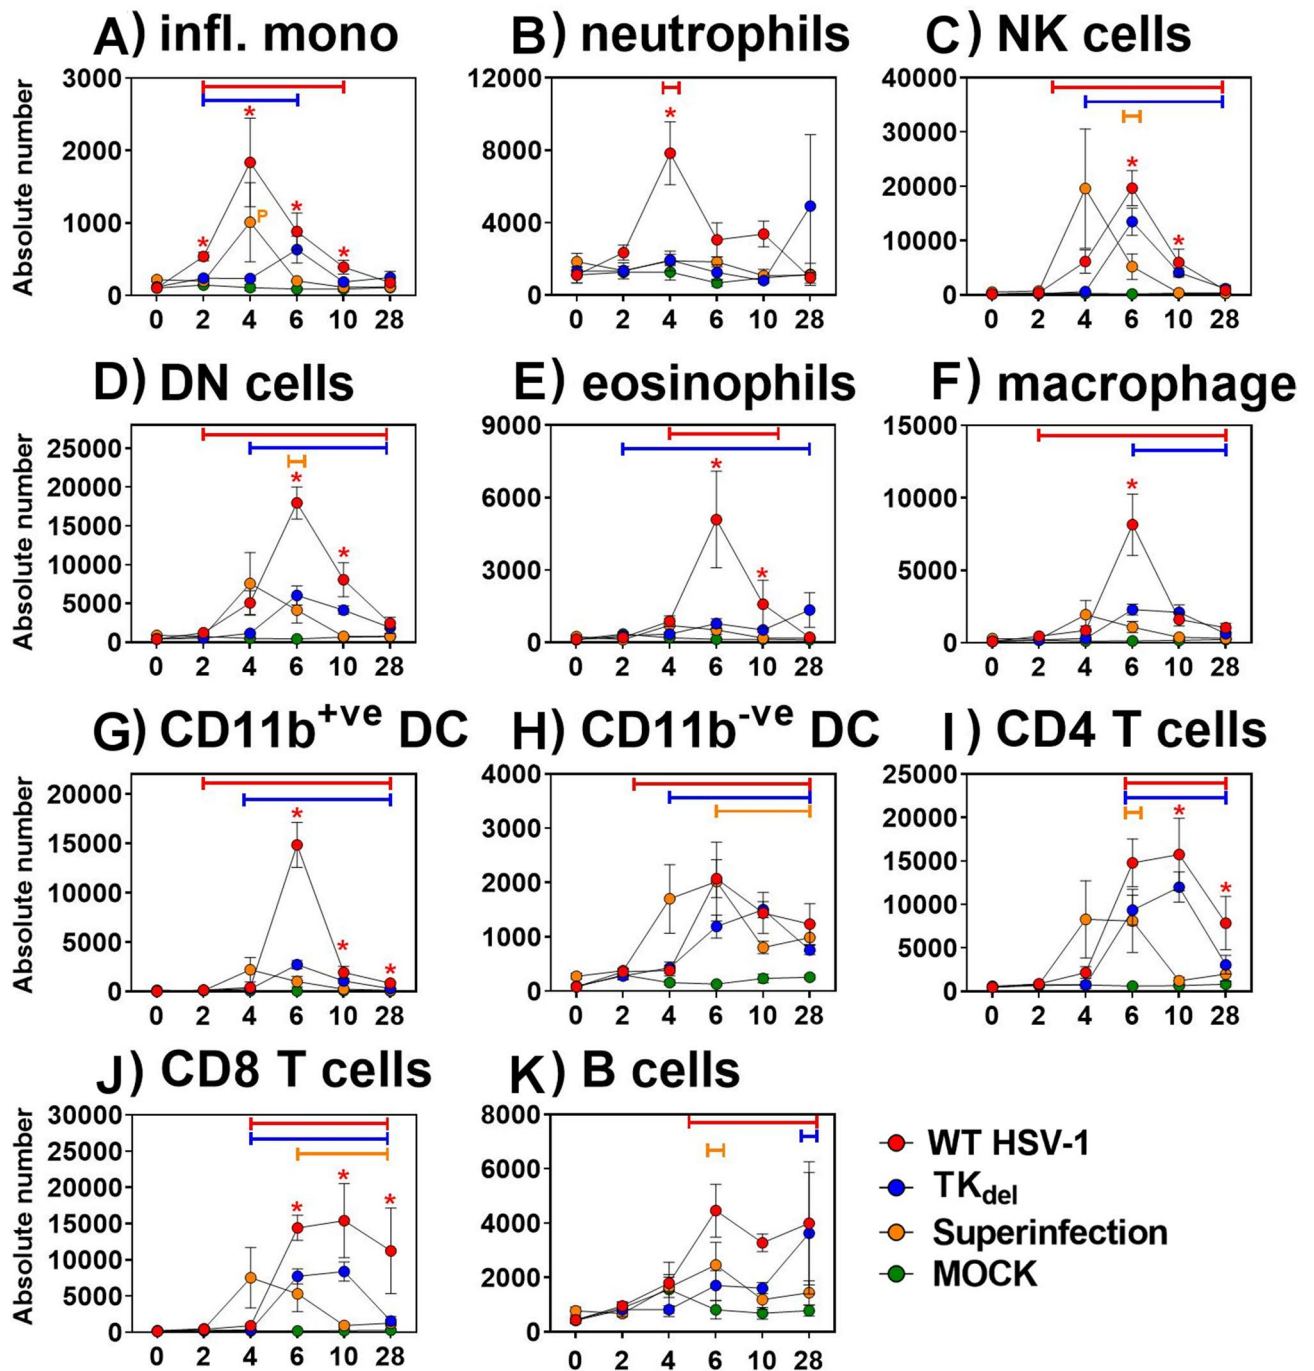 A) infl. mono
B) neutrophils
C) NK cells
Absolute number
3000
2000
1000
0
0 2 4 6 10 28
* * * *
P
12000
8000
4000
0
0 2 4 6 10 28
*
40000
30000
20000
10000
0
0 2 4 6 10 28
* *
D) DN cells
E) eosinophils
F) macrophage
Absolute number
25000
20000
15000
10000
5000
0
0 2 4 6 10 28
* *
9000
6000
3000
0
0 2 4 6 10 28
* *
15000
10000
5000
0
0 2 4 6 10 28
*
G) CD11b+ve DC
H) CD11b-ve DC
I) CD4 T cells
Absolute number
20000
15000
10000
5000
0
0 2 4 6 10 28
* * *
4000
3000
2000
1000
0
0 2 4 6 10 28
25000
20000
15000
10000
5000
0
0 2 4 6 10 28
* *
J) CD8 T cells
K) B cells
Absolute number
30000
25000
20000
15000
10000
5000
0
0 2 4 6 10 28
* * *
8000
6000
4000
2000
0
0 2 4 6 10 28
WT HSV-1
TKdel
Superinfection
MOCK